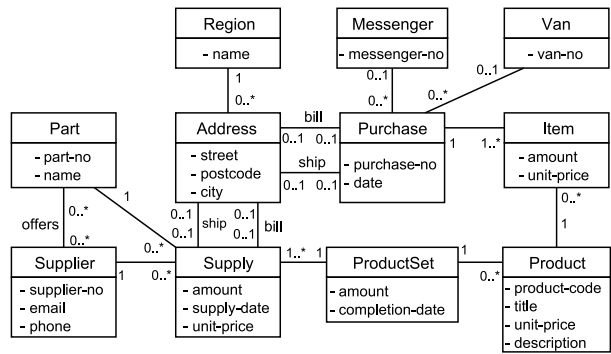 Region
- name
Messenger
- messenger-no
Van
- van-no
1
0..*
0..1
0..*
0..1
0..*
Part
- part-no
- name
Address
- street
- postcode
- city
bill
0..1 0..1
ship
0..1 0..1
Purchase
- purchase-no
- date
1
1..*
Item
- amount
- unit-price
offers
0..*
0..*
1
0..*
0..1
0..1
ship
0..1
0..1
bill
0..*
1
Supplier
- supplier-no
- email
- phone
1
0..*
Supply
- amount
- supply-date
- unit-price
1..*
1
ProductSet
- amount
- completion-date
1
0..*
Product
- product-code
- title
- unit-price
- description